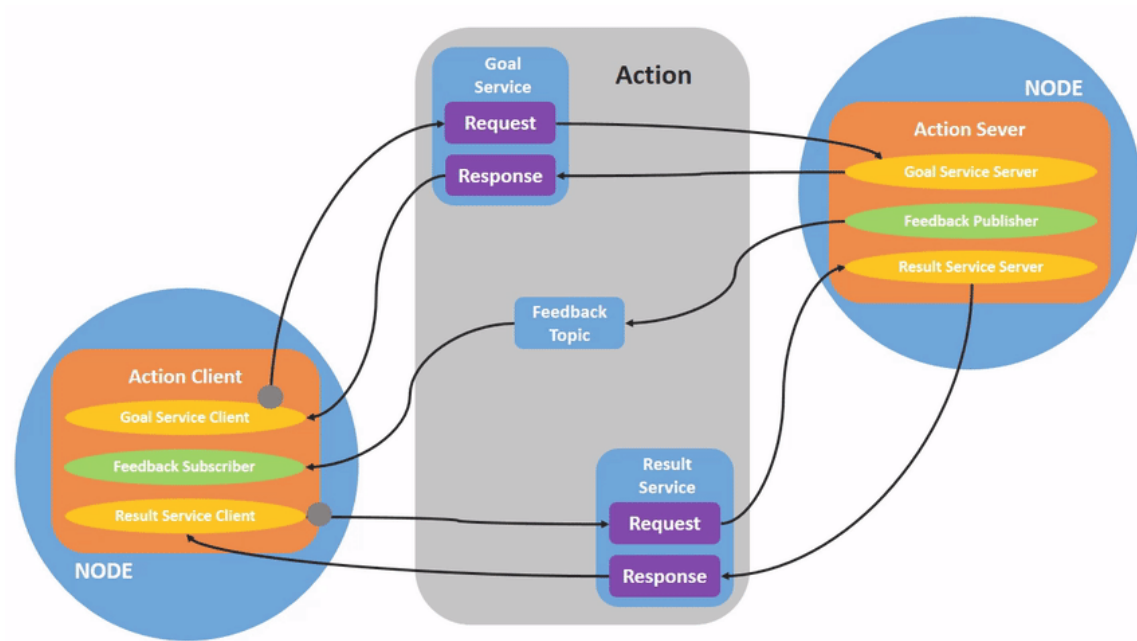 Goal
Service
Request
Response
Action
NODE
Action Sever
Goal Service Server
Feedback Publisher
Result Service Server
Feedback
Topic
Action Client
Goal Service Client
Feedback Subscriber
Result Service Client
NODE
Result
Service
Request
Response